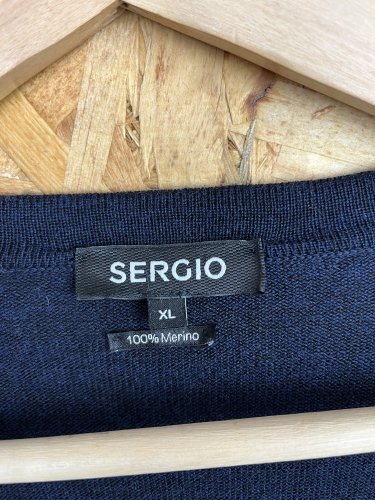 SERGIO
XL
100% Merino